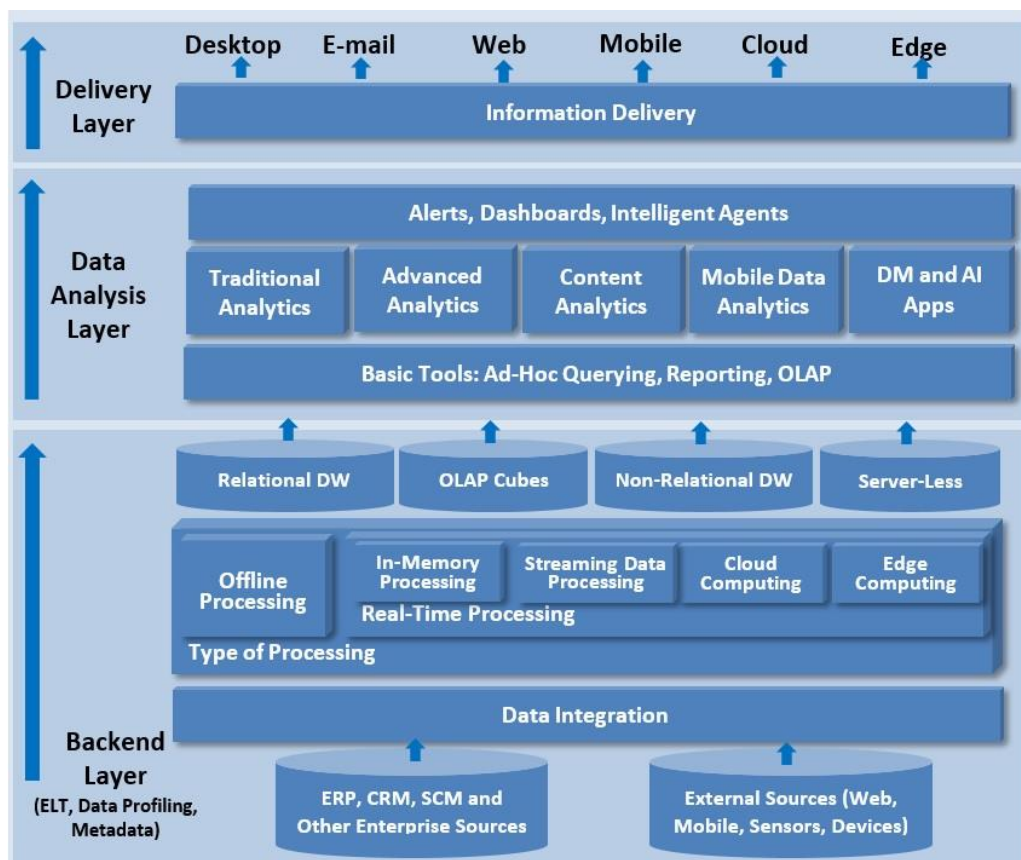 Desktop E-mail Web Mobile Cloud Edge
Delivery
Layer
Information Delivery
Alerts, Dashboards, Intelligent Agents
Data
Analysis
Layer
Traditional
Analytics
Advanced
Analytics
Content
Analytics
Mobile Data
Analytics
DM and AI
Apps
Basic Tools: Ad-Hoc Querying, Reporting, OLAP
Relational DW
OLAP Cubes
Non-Relational DW
Server-Less
Offline
Processing
In-Memory
Processing
Streaming Data
Processing
Cloud
Computing
Edge
Computing
Real-Time Processing
Type of Processing
Data Integration
Backend
Layer
(ELT, Data Profiling,
Metadata)
ERP, CRM, SCM and
Other Enterprise Sources
External Sources (Web,
Mobile, Sensors, Devices)